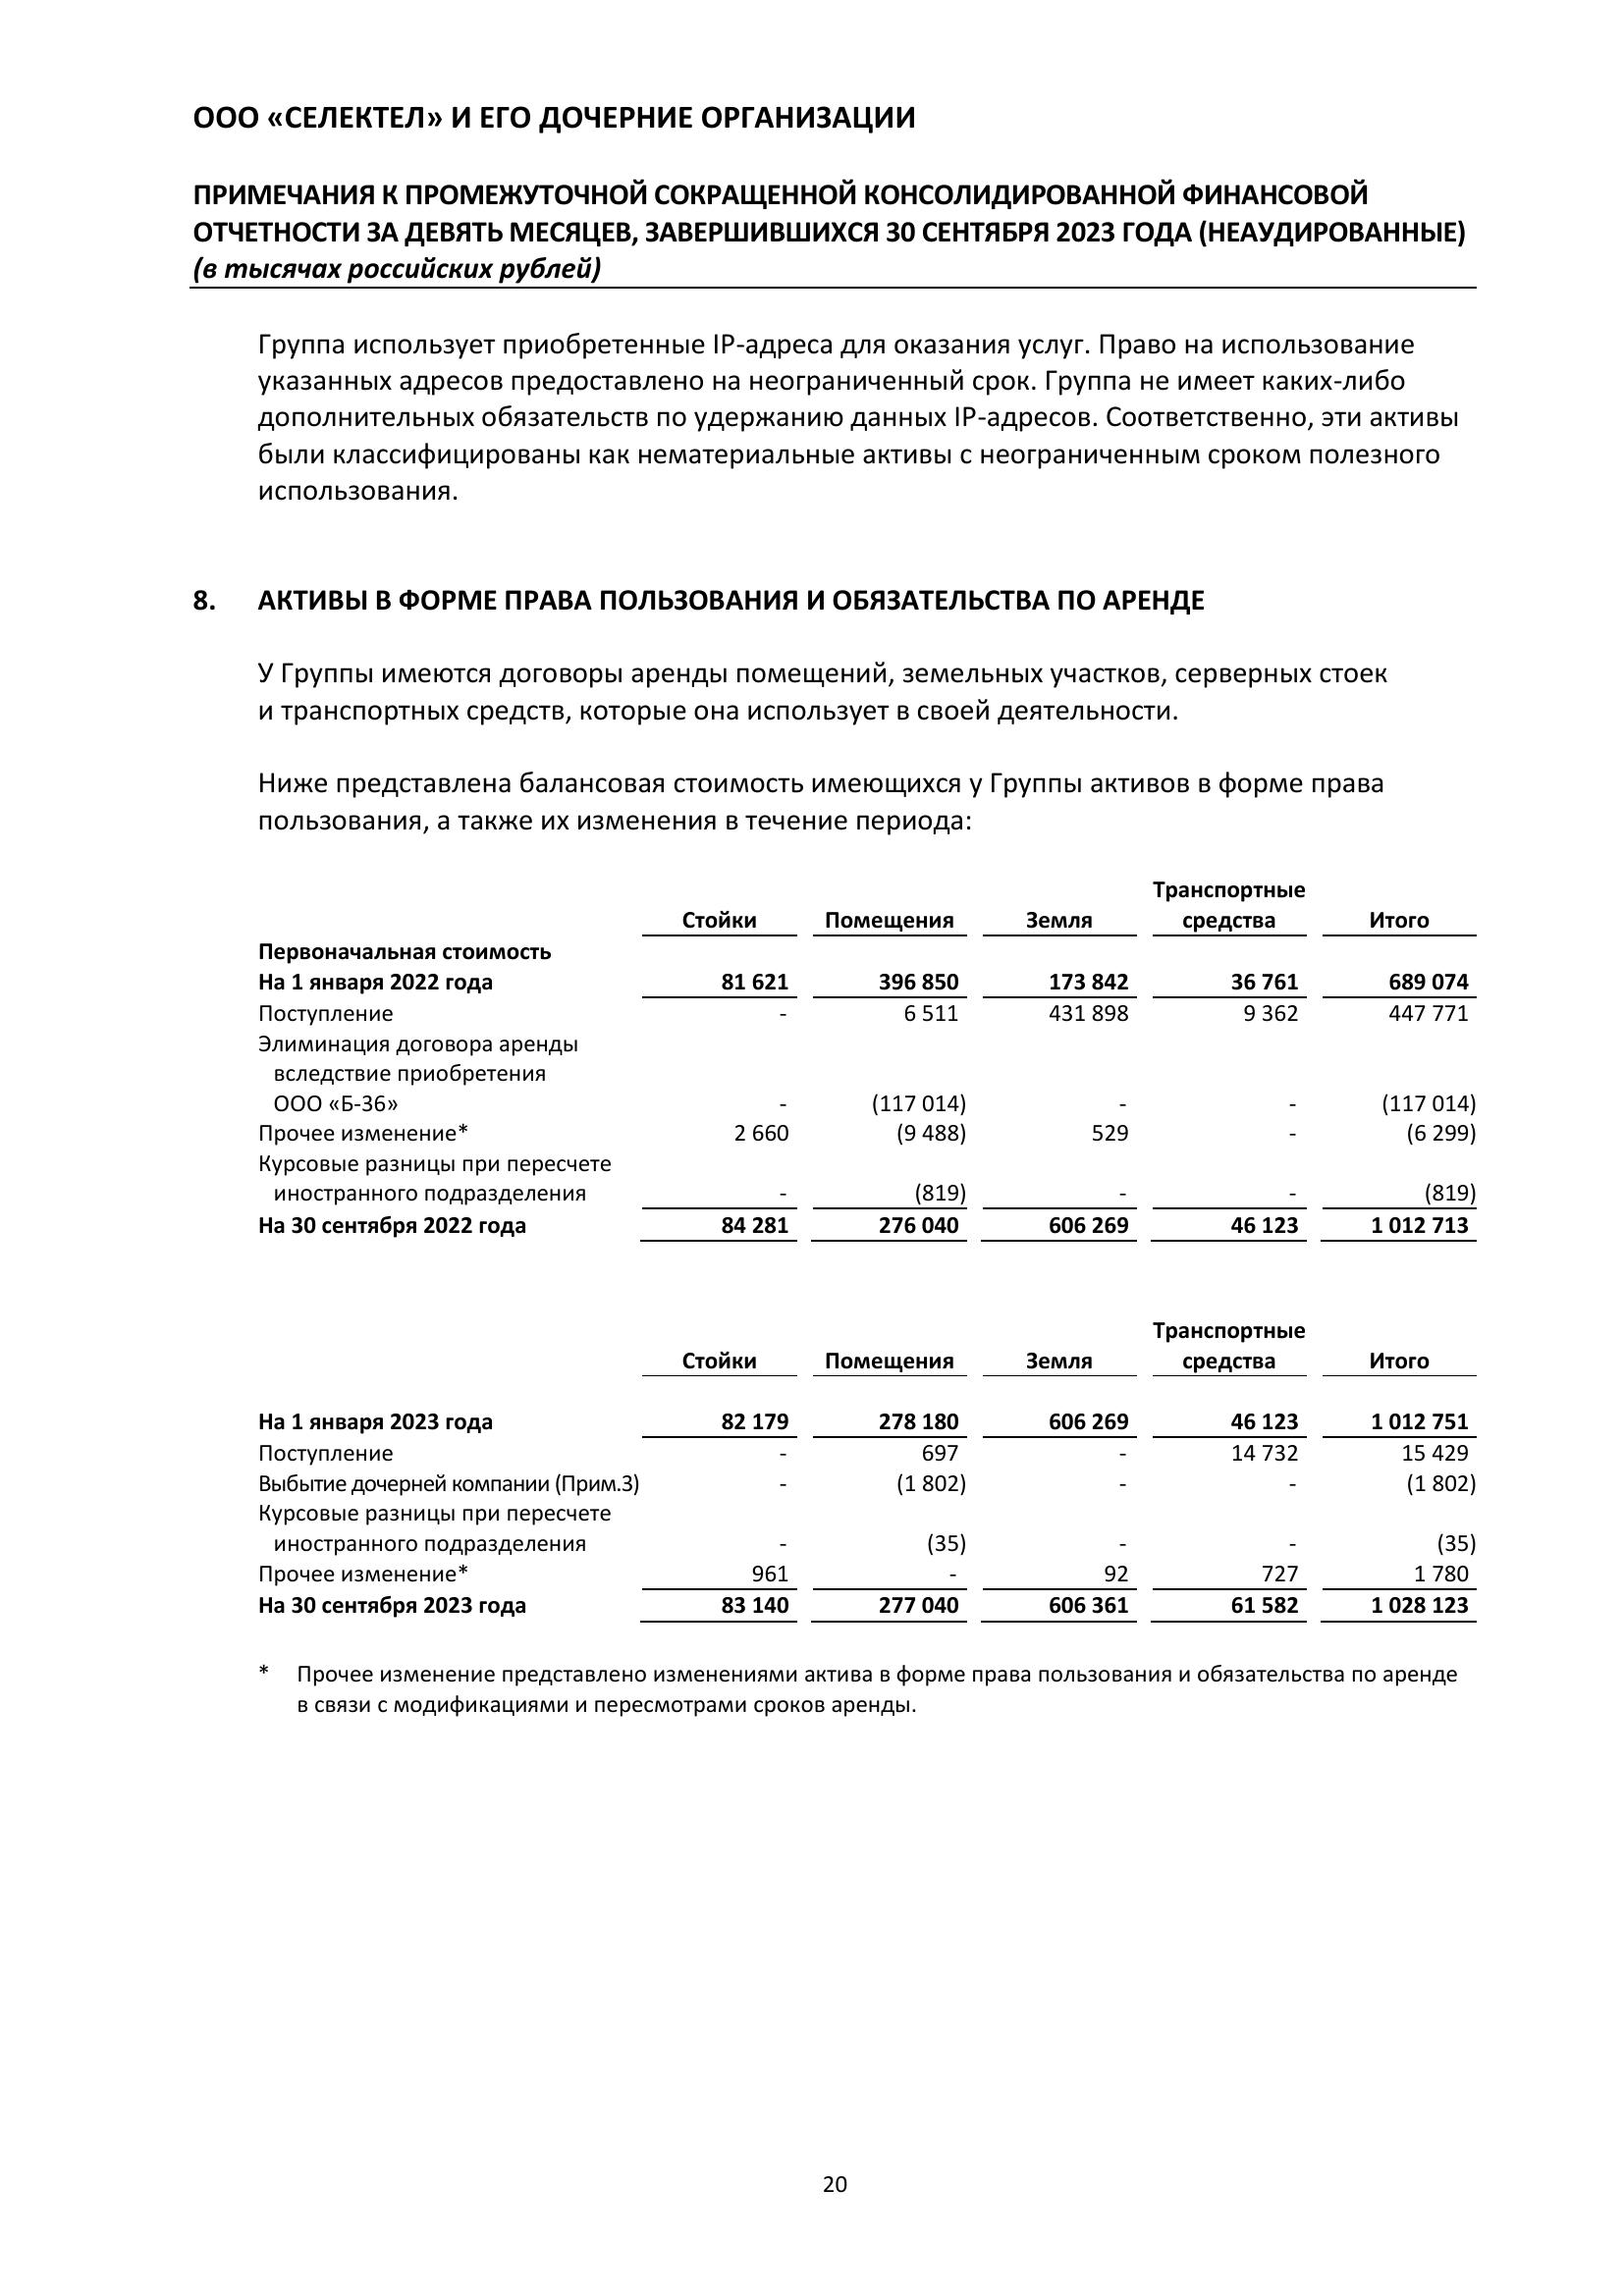 ООО «СЕЛЕКТЕЛ» И ЕГО ДОЧЕРНИЕ ОРГАНИЗАЦИИ
ПРИМЕЧАНИЯ К ПРОМЕЖУТОЧНОЙ СОКРАЩЕННОЙ КОНСОЛИДИРОВАННОЙ ФИНАНСОВОЙ
ОТЧЕТНОСТИ ЗА ДЕВЯТЬ МЕСЯЦЕВ, ЗАВЕРШИВШИХСЯ 30 СЕНТЯБРЯ 2023 ГОДА (НЕАУДИРОВАННЫЕ)
(в тысячах российских рублей)
Группа использует приобретенные IP-адреса для оказания услуг. Право на использование
указанных адресов предоставлено на неограниченный срок. Группа не имеет каких-либо
дополнительных обязательств по удержанию данных IP-адресов. Соответственно, эти активы
были классифицированы как нематериальные активы с неограниченным сроком полезного
использования.
8. АКТИВЫ В ФОРМЕ ПРАВА ПОЛЬЗОВАНИЯ И ОБЯЗАТЕЛЬСТВА ПО АРЕНДЕ
У Группы имеются договоры аренды помещений, земельных участков, серверных стоек
и транспортных средств, которые она использует в своей деятельности.
Ниже представлена балансовая стоимость имеющихся у Группы активов в форме права
пользования, а также их изменения в течение периода:
Транспортные
Стойки Помещения Земля средства Итого
Первоначальная стоимость
На 1 января 2022 года 81 621 396 850 173 842 36 761 689 074
Поступление - 6 511 431 898 9 362 447 771
Элиминация договора аренды
вследствие приобретения
ООО «Б-36» - (117 014) - - (117 014)
Прочее изменение* 2 660 (9 488) 529 - (6 299)
Курсовые разницы при пересчете
иностранного подразделения - (819) - - (819)
На 30 сентября 2022 года 84 281 276 040 606 269 46 123 1 012 713
Транспортные
Стойки Помещения Земля средства Итого
На 1 января 2023 года 82 179 278 180 606 269 46 123 1 012 751
Поступление - 697 - 14 732 15 429
Выбытие дочерней компании (Прим.3) - (1 802) - - (1 802)
Курсовые разницы при пересчете
иностранного подразделения - (35) - - (35)
Прочее изменение* 961 - 92 727 1 780
На 30 сентября 2023 года 83 140 277 040 606 361 61 582 1 028 123
* Прочее изменение представлено изменениями актива в форме права пользования и обязательства по аренде
в связи с модификациями и пересмотрами сроков аренды.
20